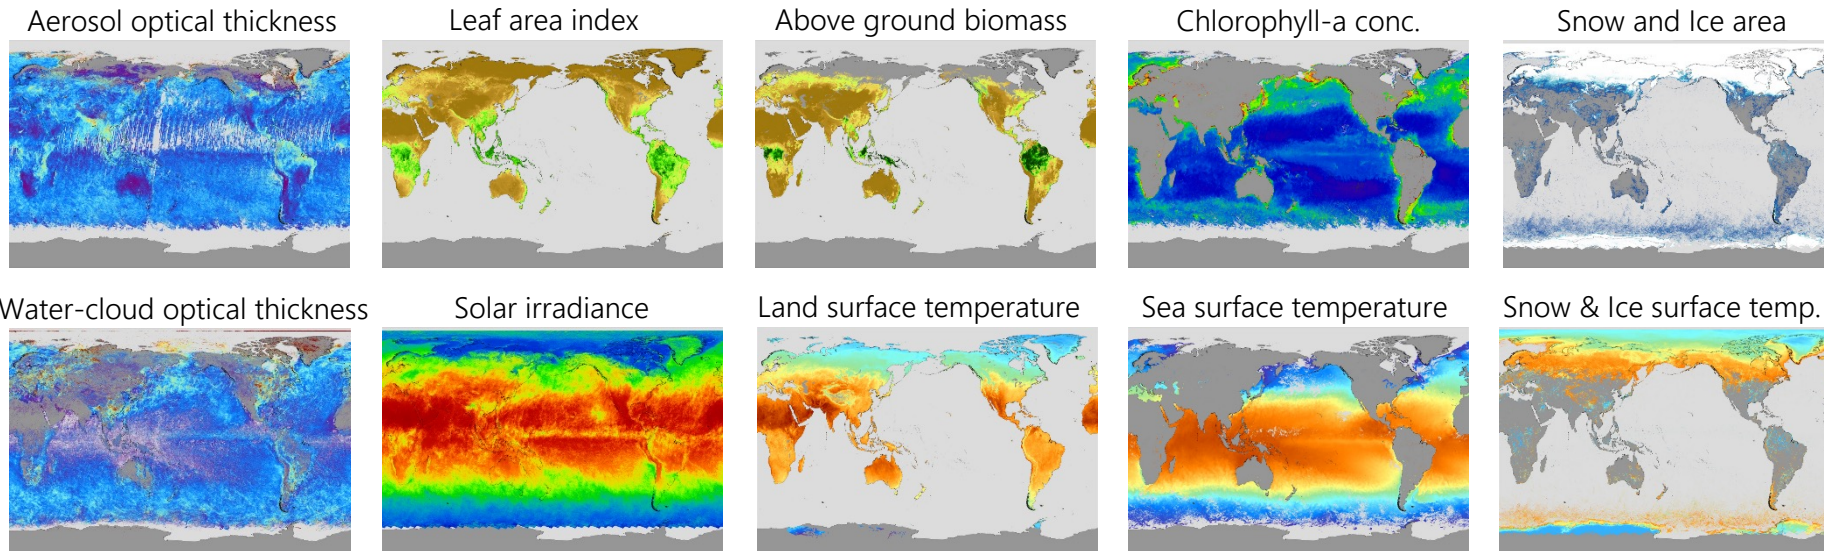 Aerosol optical thickness
Leaf area index
Above ground biomass
Chlorophyll-a conc.
Snow and Ice area
Water-cloud optical thickness
Solar irradiance
Land surface temperature
Sea surface temperature
Snow & Ice surface temp.